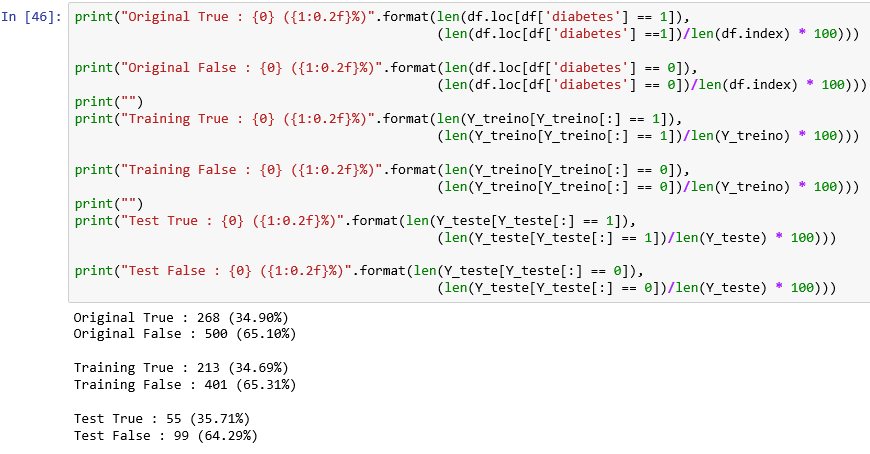 In [46]: print("Original True : {0} ({1:0.2f}%)".format(len(df.loc[df['diabetes'] == 1]),
(len(df.loc[df['diabetes'] ==1])/len(df.index) * 100)))
print("Original False : {0} ({1:0.2f}%)".format(len(df.loc[df['diabetes'] == 0]),
(len(df.loc[df['diabetes'] == 0])/len(df.index) * 100)))
print("")
print("Training True : {0} ({1:0.2f}%)".format(len(Y_treino[Y_treino[:] == 1]),
(len(Y_treino[Y_treino[:] == 1])/len(Y_treino) * 100)))
print("Training False : {0} ({1:0.2f}%)".format(len(Y_treino[Y_treino[:] == 0]),
(len(Y_treino[Y_treino[:] == 0])/len(Y_treino) * 100)))
print("")
print("Test True : {0} ({1:0.2f}%)".format(len(Y_teste[Y_teste[:] == 1]),
(len(Y_teste[Y_teste[:] == 1])/len(Y_teste) * 100)))
print("Test False : {0} ({1:0.2f}%)".format(len(Y_teste[Y_teste[:] == 0]),
(len(Y_teste[Y_teste[:] == 0])/len(Y_teste) * 100)))
Original True : 268 (34.90%)
Original False : 500 (65.10%)
Training True : 213 (34.69%)
Training False : 401 (65.31%)
Test True : 55 (35.71%)
Test False : 99 (64.29%)